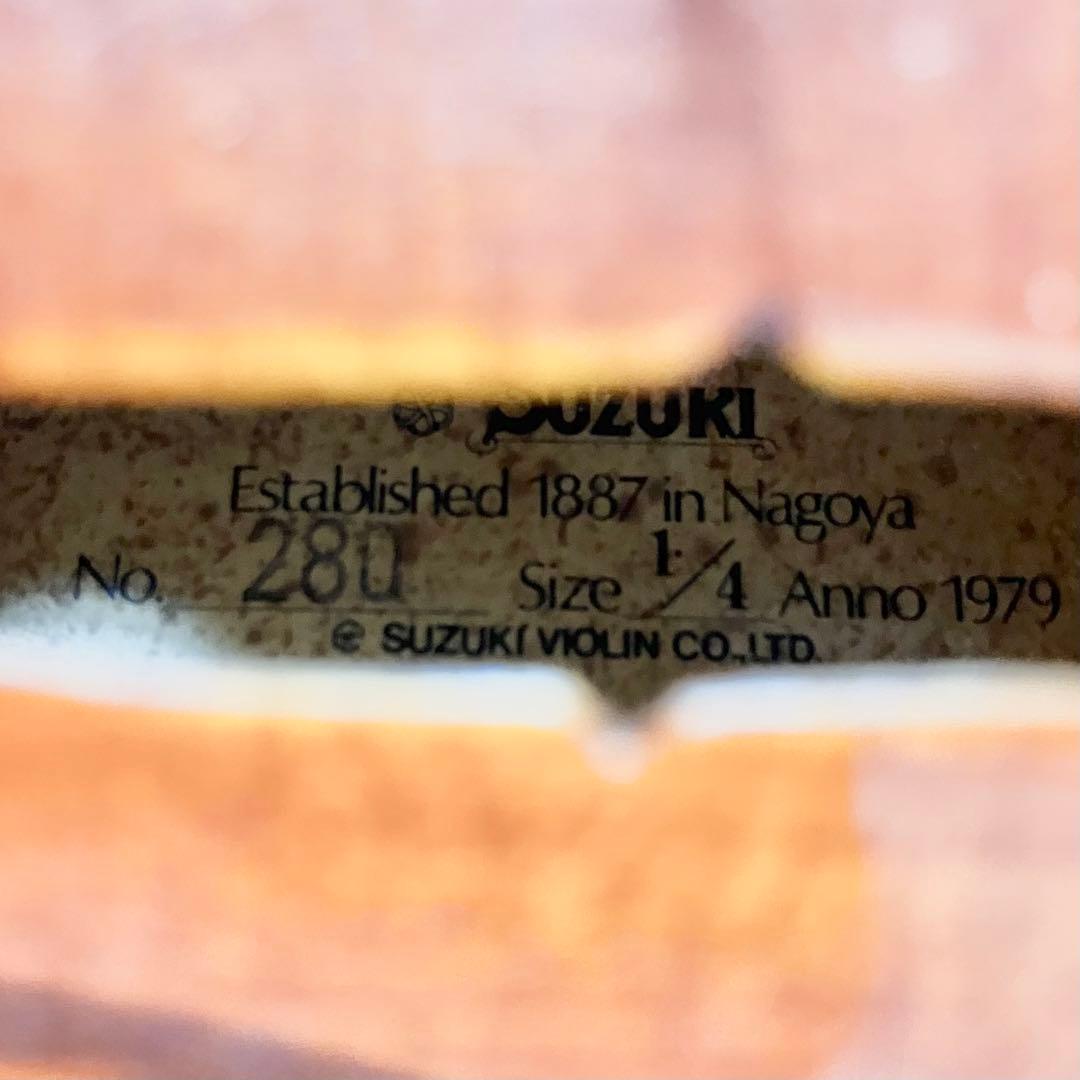 SUZUKI
Established 1887 in Nagoya
No. 280 Size 1/4 Anno 1979
© SUZUKI VIOLIN CO.,LTD.